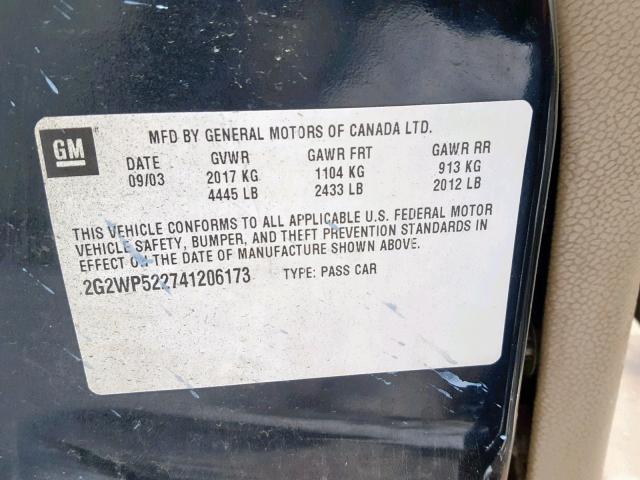 GM
MFD BY GENERAL MOTORS OF CANADA LTD.
DATE GVWR GAWR FRT GAWR RR
09/03 2017 KG 1104 KG 913 KG
4445 LB 2433 LB 2012 LB
THIS VEHICLE CONFORMS TO ALL APPLICABLE U.S. FEDERAL MOTOR
VEHICLE SAFETY, BUMPER, AND THEFT PREVENTION STANDARDS IN
EFFECT ON THE DATE OF MANUFACTURE SHOWN ABOVE.
2G2WP522741206173 TYPE: PASS CAR